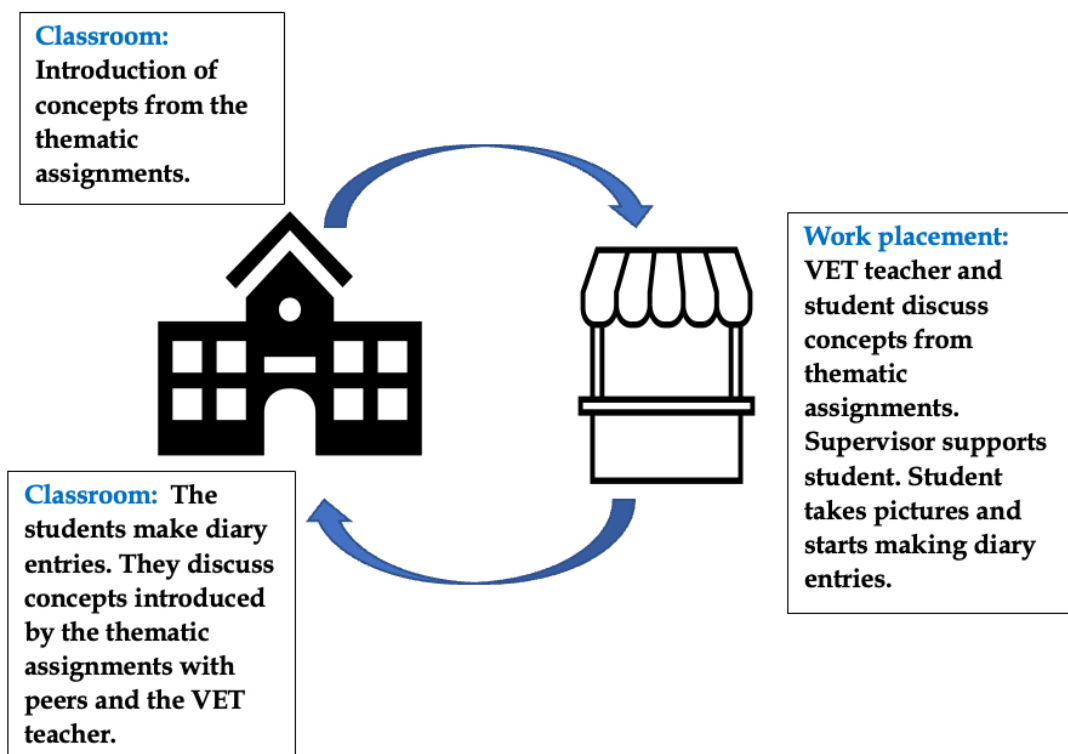 Classroom:
Introduction of
concepts from the
thematic
assignments.
Work placement:
VET teacher and
student discuss
concepts from
thematic
assignments.
Supervisor supports
student. Student
takes pictures and
starts making diary
entries.
Classroom: The
students make diary
entries. They discuss
concepts introduced
by the thematic
assignments with
peers and the VET
teacher.